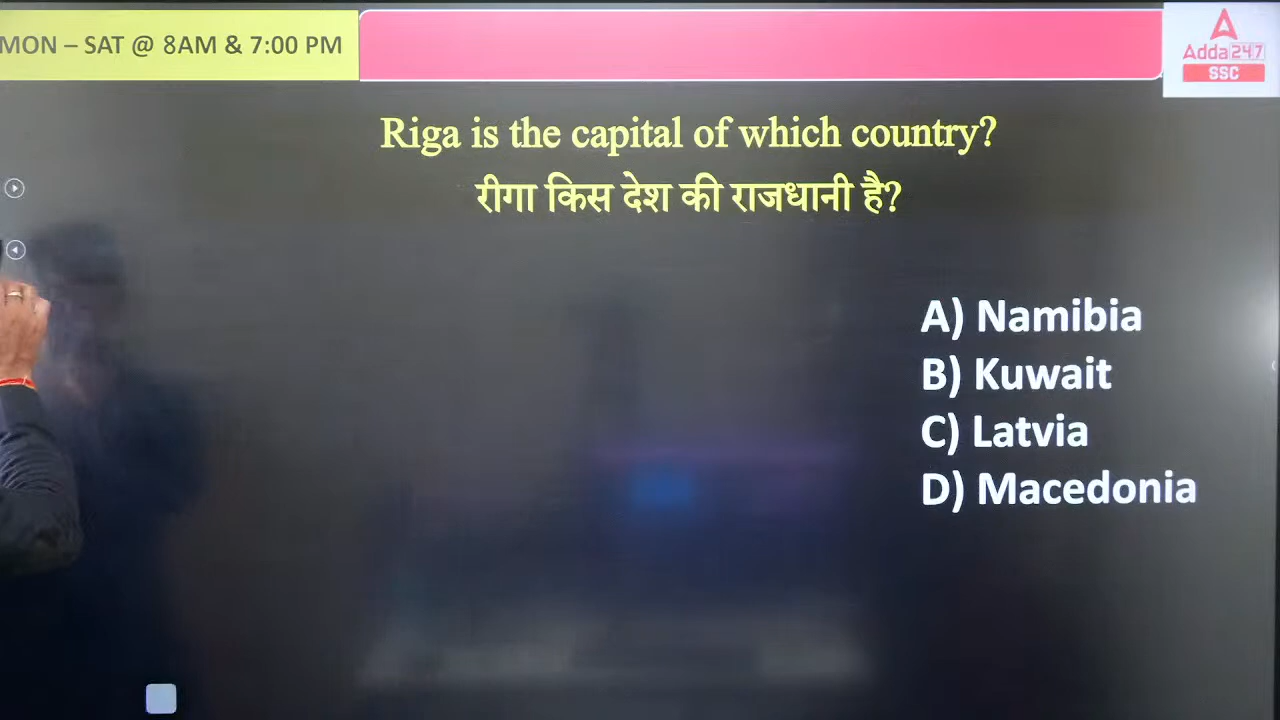 MON – SAT @ 8AM & 7:00 PM
Adda247
SSC
Riga is the capital of which country?
रीगा किस देश की राजधानी है?
A) Namibia
B) Kuwait
C) Latvia
D) Macedonia